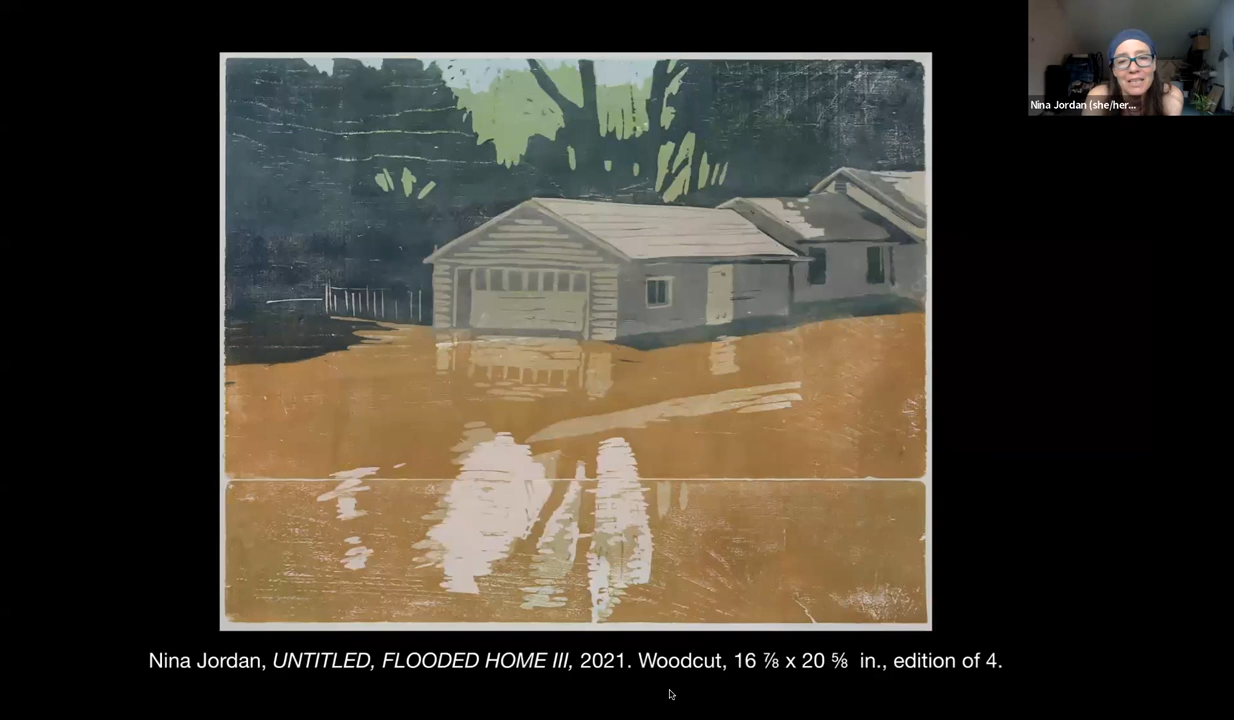 Nina Jordan (she/her...
Nina Jordan, UNTITLED, FLOODED HOME III, 2021. Woodcut, 16 ⅞ x 20 ⅝ in., edition of 4.